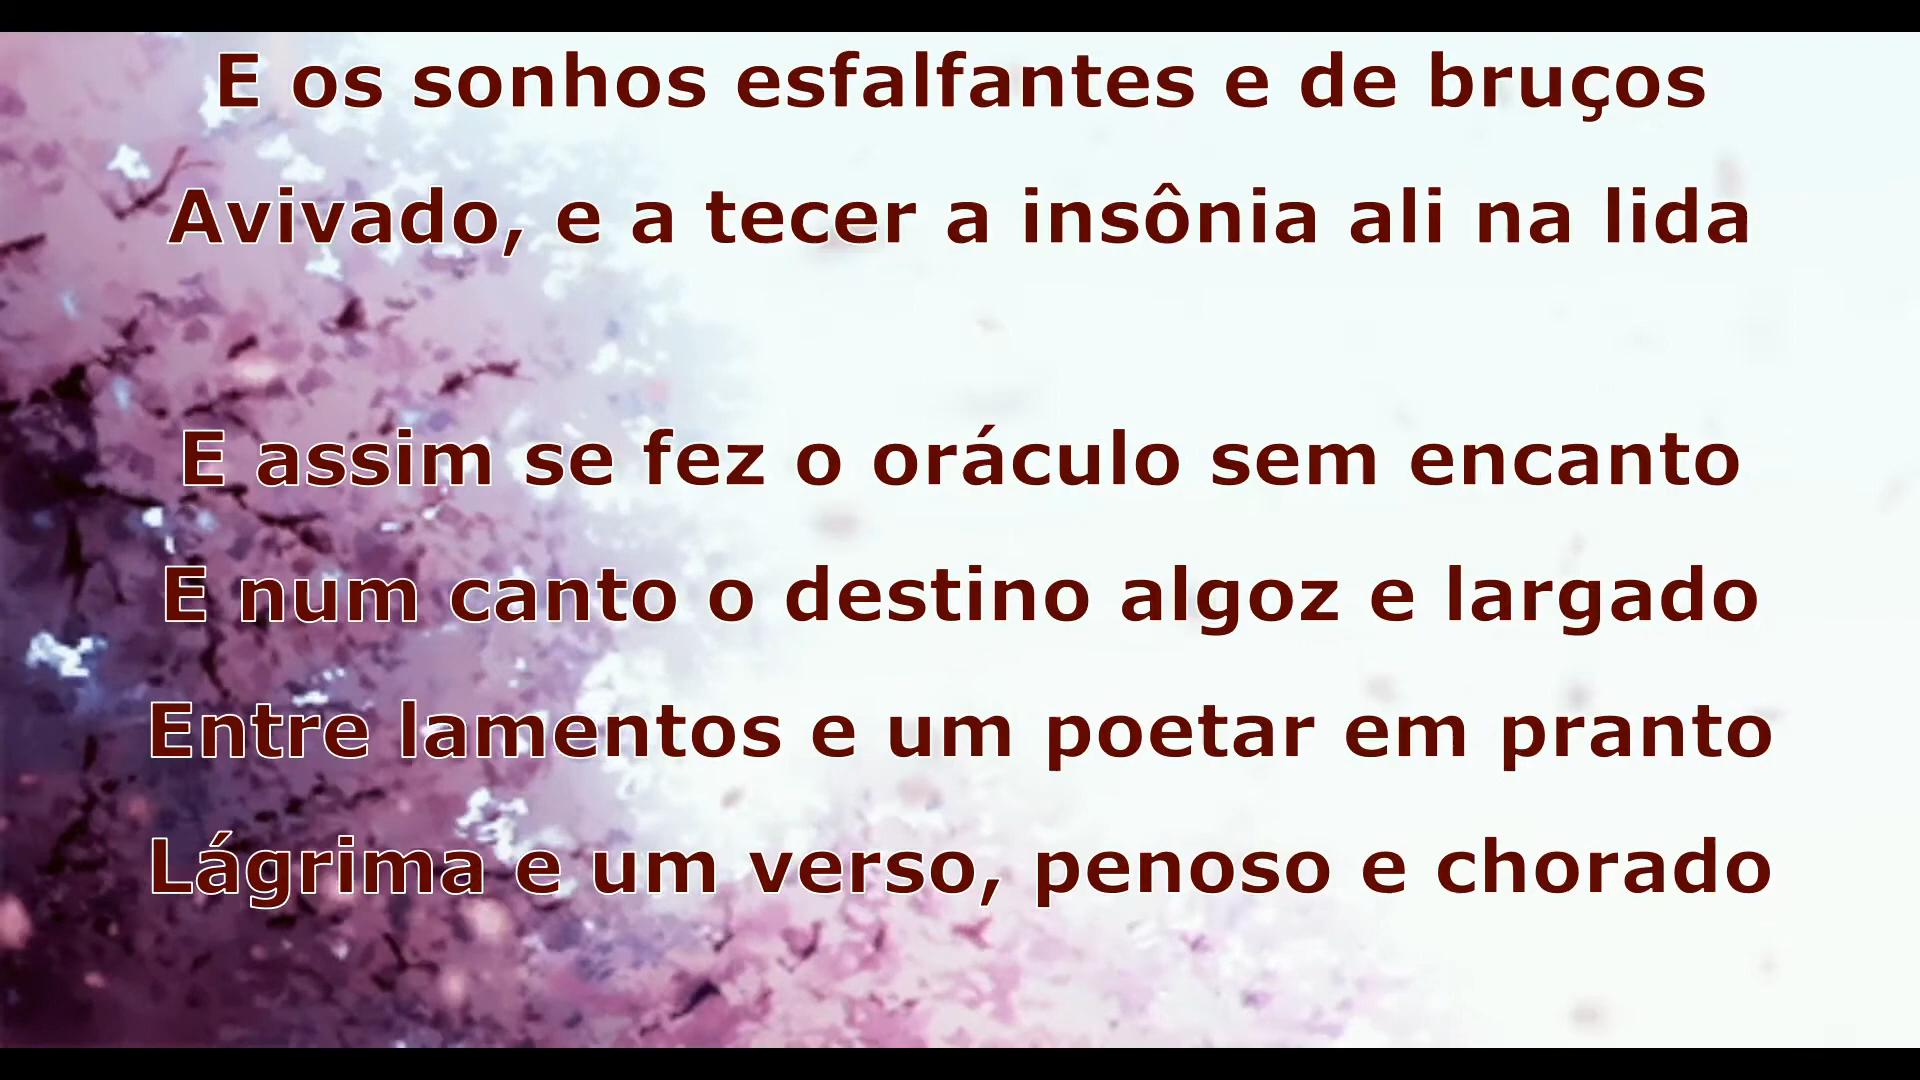 E os sonhos esfalfantes e de bruços
Avivado, e a tecer a insônia ali na lida
E assim se fez o oráculo sem encanto
E num canto o destino algoz e largado
Entre lamentos e um poetar em pranto
Lágrima e um verso, penoso e chorado